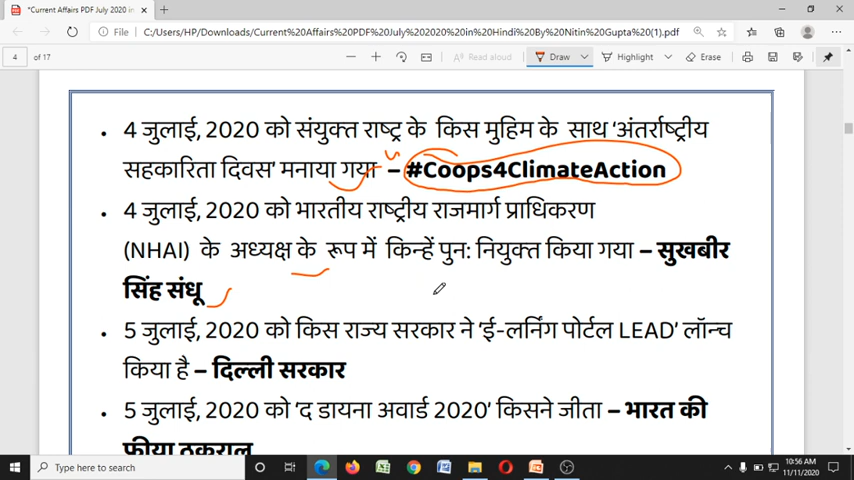 *Current Affairs PDF July 2020 in
File
C:/Users/HP/Downloads/Current%20Affairs%20PDF%20July%202020%20in%20Hindi%20By%20Nitin%20Gupta%20(1).pdf
4 of 17
Read aloud
Draw
Highlight
Erase
• 4 जुलाई, 2020 को संयुक्त राष्ट्र के किस मुहिम के साथ 'अंतर्राष्ट्रीय
सहकारिता दिवस' मनाया गया – #Coops4ClimateAction
• 4 जुलाई, 2020 को भारतीय राष्ट्रीय राजमार्ग प्राधिकरण
(NHAI) के अध्यक्ष के रूप में किन्हें पुन: नियुक्त किया गया – सुखबीर
सिंह संधू
• 5 जुलाई, 2020 को किस राज्य सरकार ने 'ई-लर्निंग पोर्टल LEAD' लॉन्च
किया है – दिल्ली सरकार
• 5 जुलाई, 2020 को 'द डायना अवार्ड 2020' किसने जीता – भारत की
फ्रीया ठकराल
Type here to search
10:56 AM
11/11/2020